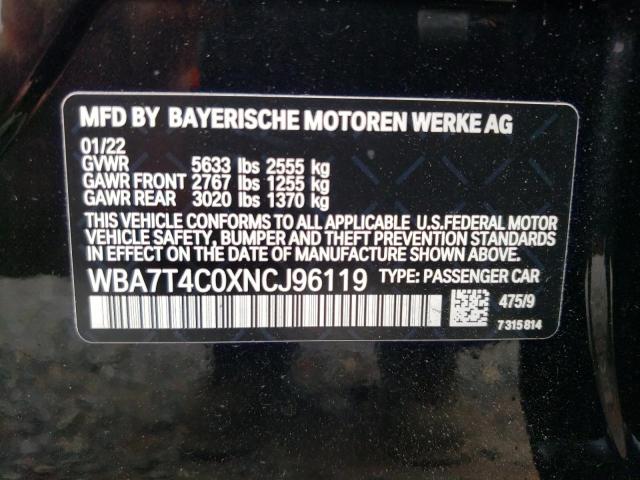 MFD BY BAYERISCHE MOTOREN WERKE AG
01/22
GVWR 5633 lbs 2555 kg
GAWR FRONT 2767 lbs 1255 kg
GAWR REAR 3020 lbs 1370 kg
THIS VEHICLE CONFORMS TO ALL APPLICABLE U.S.FEDERAL MOTOR
VEHICLE SAFETY, BUMPER AND THEFT PREVENTION STANDARDS
IN EFFECT ON THE DATE OF MANUFACTURE SHOWN ABOVE.
WBA7T4C0XNCJ96119 TYPE: PASSENGER CAR
475/9
7315814